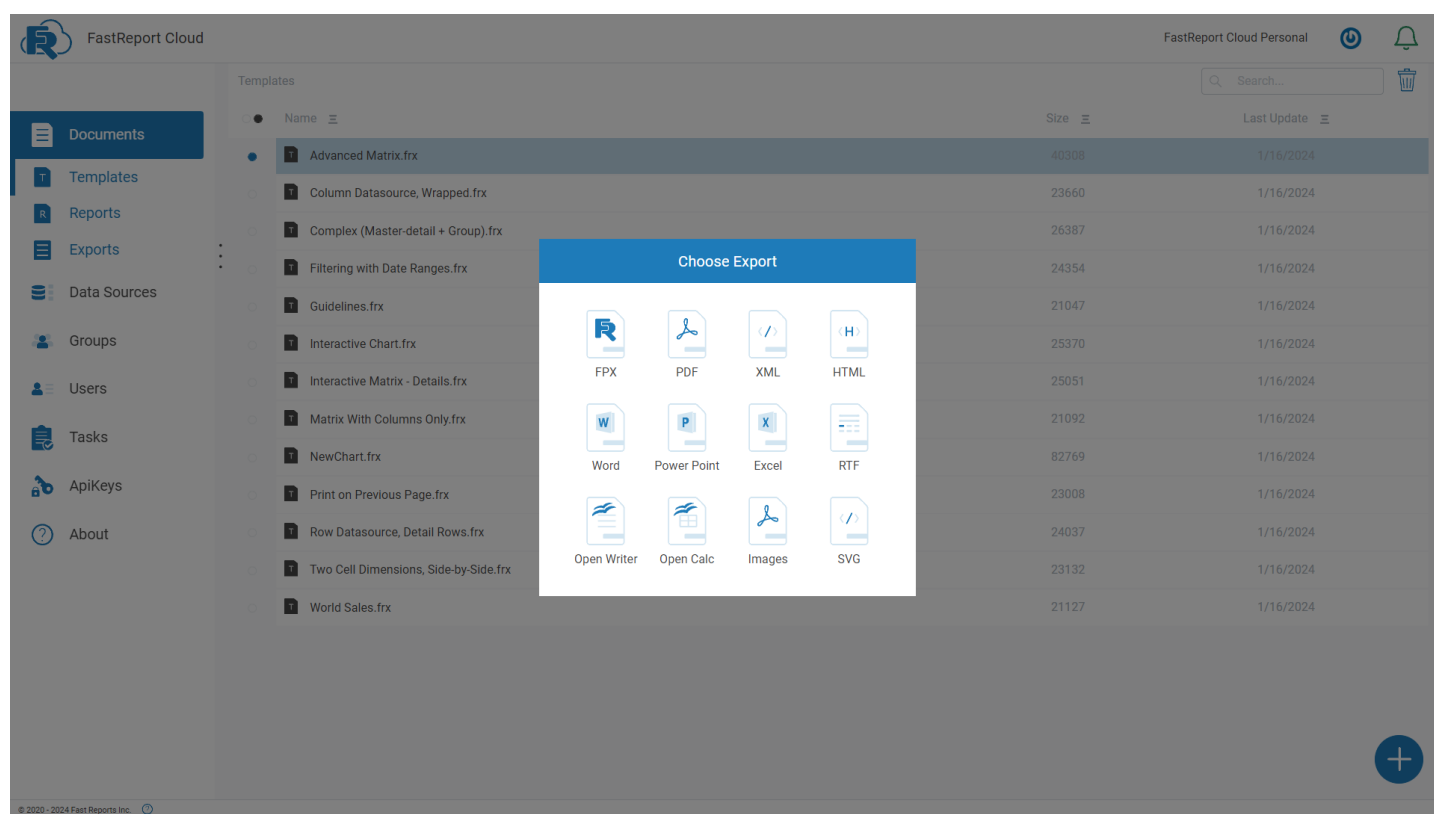 FastReport Cloud
FastReport Cloud Personal
Templates
Search...
Name
Size
Last Update
Documents
Templates
Reports
Exports
Data Sources
Groups
Users
Tasks
ApiKeys
About
Advanced Matrix.frx 40308 1/16/2024
Column Datasource, Wrapped.frx 23660 1/16/2024
Complex (Master-detail + Group).frx 26387 1/16/2024
Filtering with Date Ranges.frx 24354 1/16/2024
Guidelines.frx 21047 1/16/2024
Interactive Chart.frx 25370 1/16/2024
Interactive Matrix - Details.frx 25051 1/16/2024
Matrix With Columns Only.frx 21092 1/16/2024
NewChart.frx 82769 1/16/2024
Print on Previous Page.frx 23008 1/16/2024
Row Datasource, Detail Rows.frx 24037 1/16/2024
Two Cell Dimensions, Side-by-Side.frx 23132 1/16/2024
World Sales.frx 21127 1/16/2024
Choose Export
FPX PDF XML HTML
Word Power Point Excel RTF
Open Writer Open Calc Images SVG
© 2020 - 2024 Fast Reports Inc.